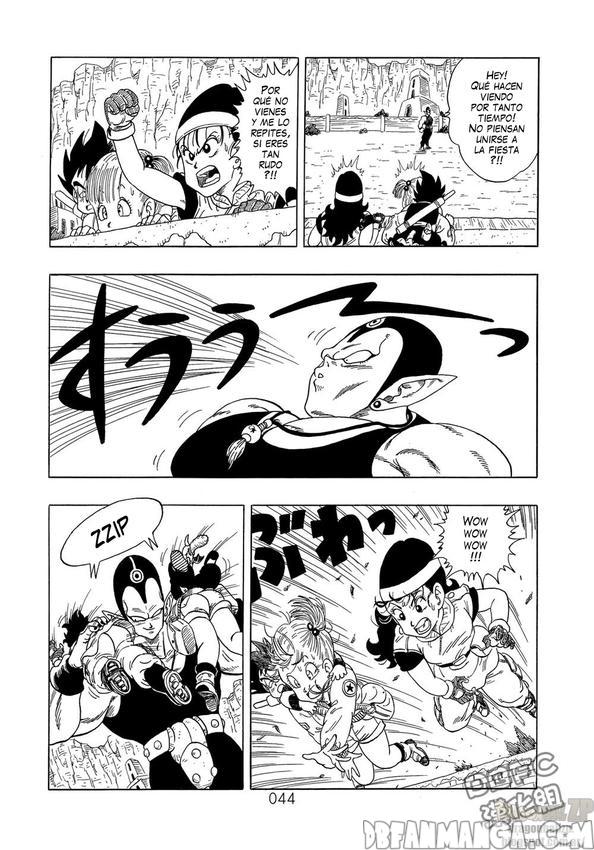 HEY!
QUÉ HACEN
VIENDO
POR TANTO
TIEMPO!
NO PIENSAN
UNIRSE A
LA FIESTA?!
POR
QUÉ NO
VIENES
Y ME LO
REPITES,
SI ERES
TAN
RUDO
?!!
すうう～っ
WOW
WOW
WOW
!!!
ぶわっ
ZZIP
044
DBFANMANGA.COM